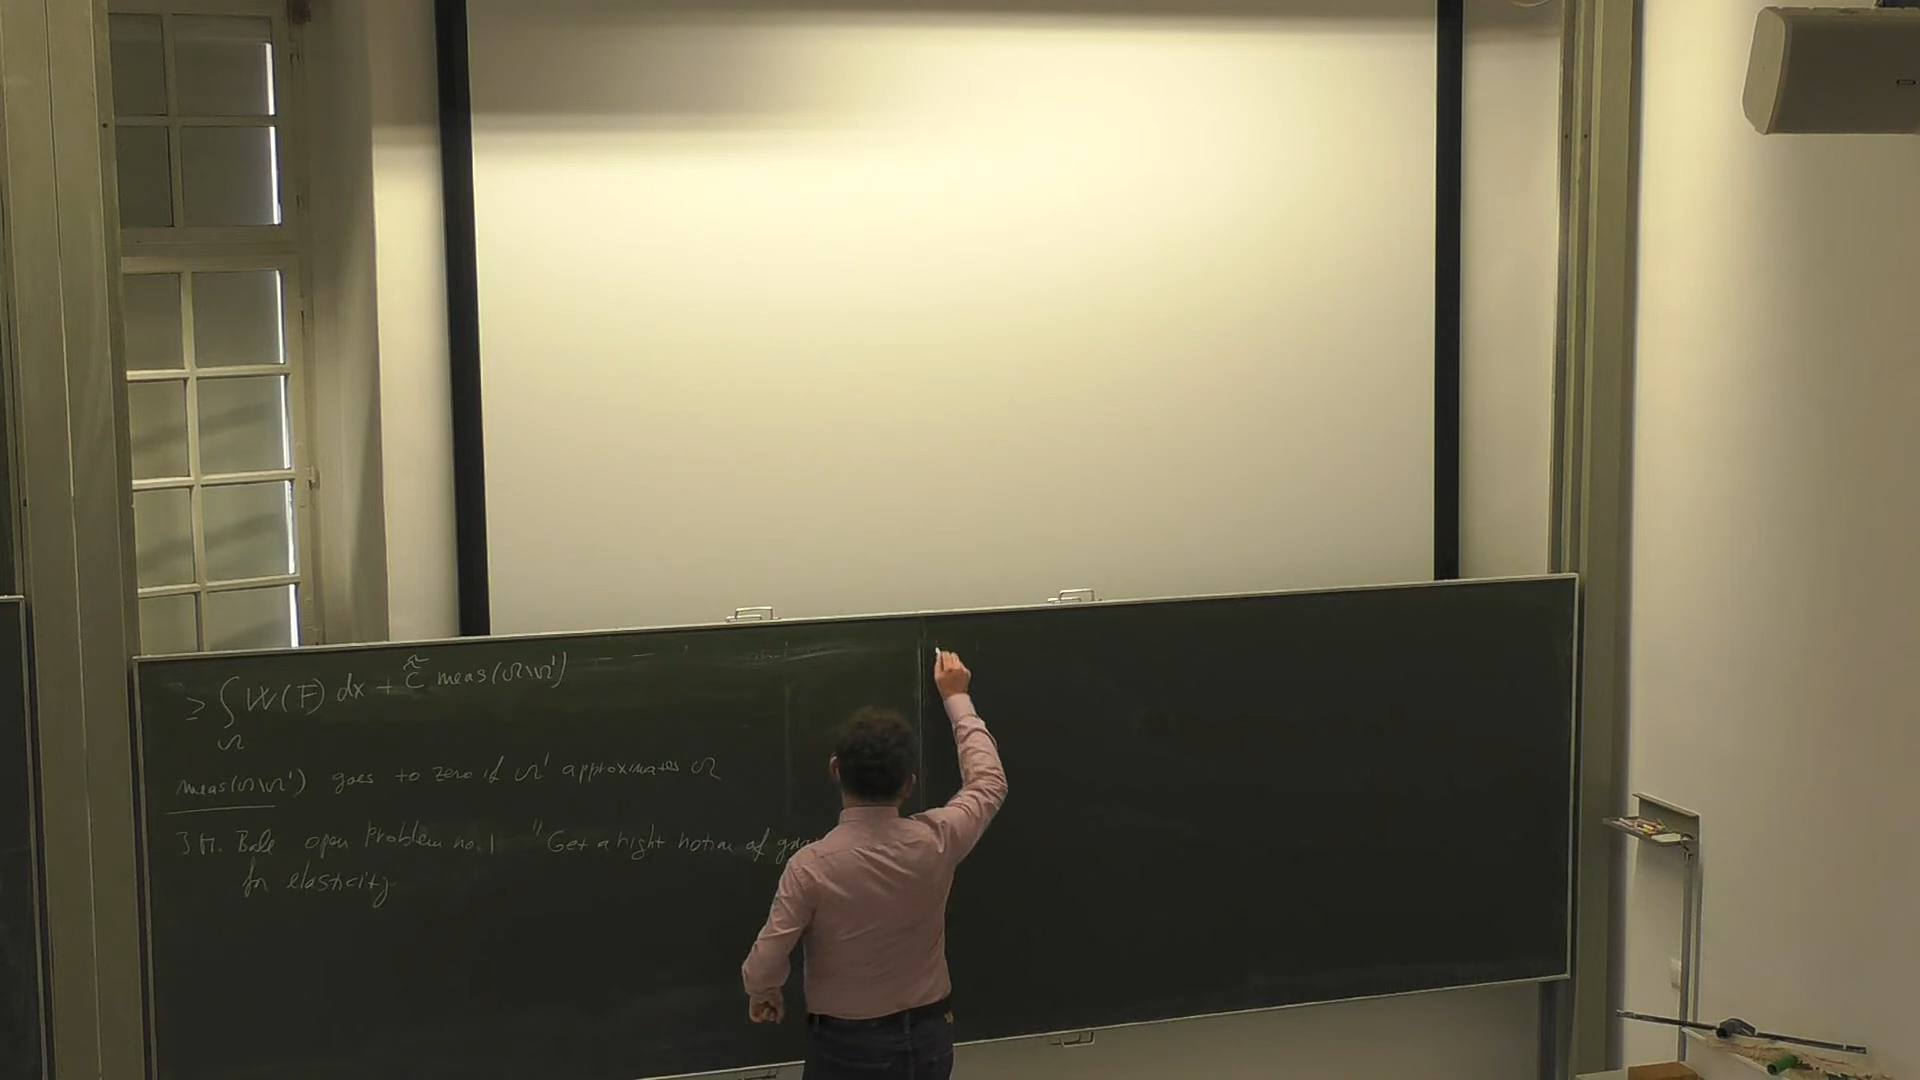 ≥ ∫_Ω W(F) dx + C̃ meas(Ω\Ω')
meas(Ω\Ω') goes to zero if Ω' approximates Ω
J.M. Ball open Problem no. 1 "Get a right notion of
for elasticity